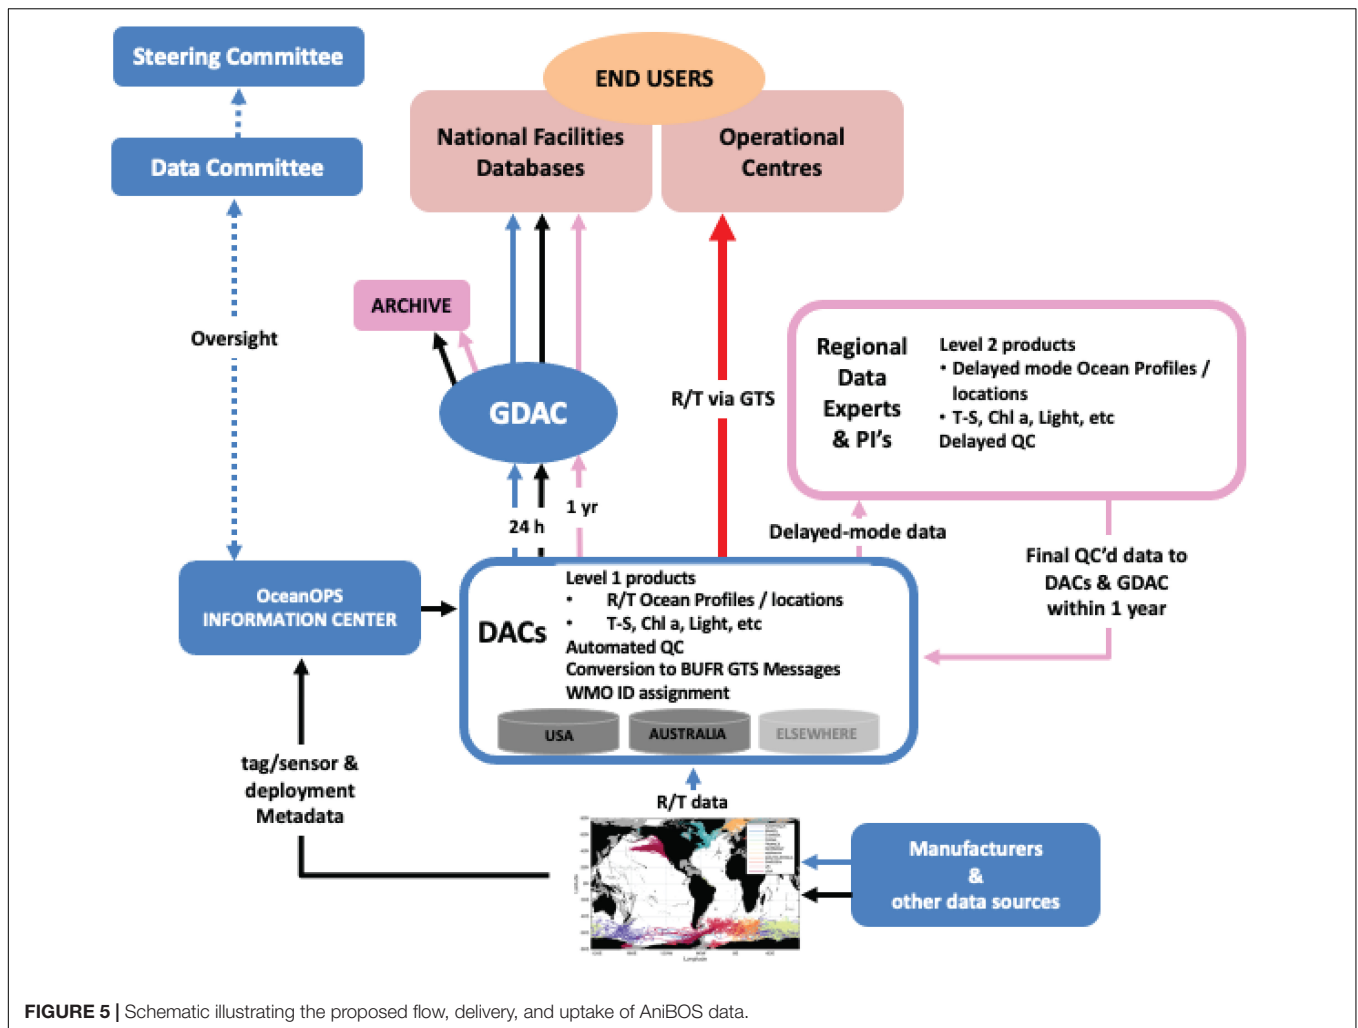 Steering Committee
Data Committee
Oversight
END USERS
National Facilities
Databases
Operational
Centres
ARCHIVE
GDAC
R/T via GTS
24 h
1 yr
Regional
Data
Experts
& PI's
Level 2 products
• Delayed mode Ocean Profiles /
locations
• T-S, Chl a, Light, etc
Delayed QC
Delayed-mode data
Final QC'd data to
DACs & GDAC
within 1 year
OceanOPS
INFORMATION CENTER
DACs
Level 1 products
• R/T Ocean Profiles / locations
• T-S, Chl a, Light, etc
Automated QC
Conversion to BUFR GTS Messages
WMO ID assignment
USA
AUSTRALIA
ELSEWHERE
tag/sensor &
deployment
Metadata
R/T data
Latitude
Longitude
Manufacturers
&
other data sources
FIGURE 5 | Schematic illustrating the proposed flow, delivery, and uptake of AniBOS data.